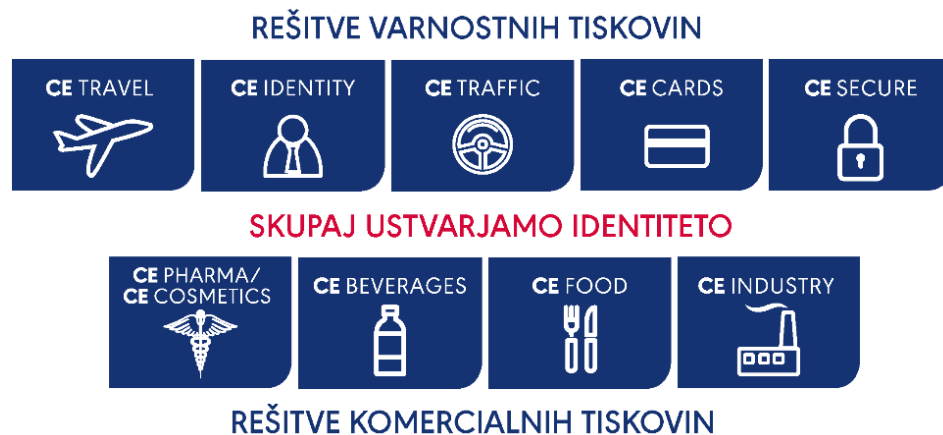 REŠITVE VARNOSTNIH TISKOVIN
CE TRAVEL
CE IDENTITY
CE TRAFFIC
CE CARDS
CE SECURE
SKUPAJ USTVARJAMO IDENTITETO
CE PHARMA/
CE COSMETICS
CE BEVERAGES
CE FOOD
CE INDUSTRY
REŠITVE KOMERCIALNIH TISKOVIN